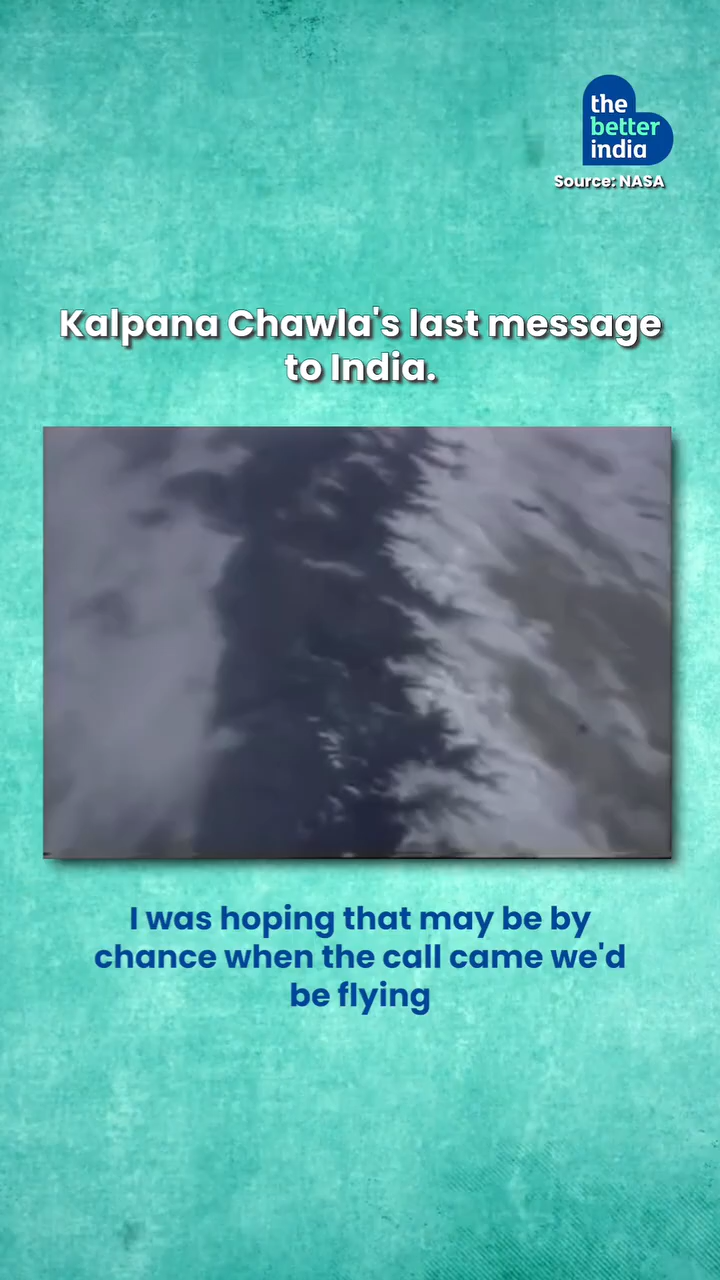 the
better
india
Source: NASA
Kalpana Chawla's last message
to India.
I was hoping that may be by
chance when the call came we'd
be flying